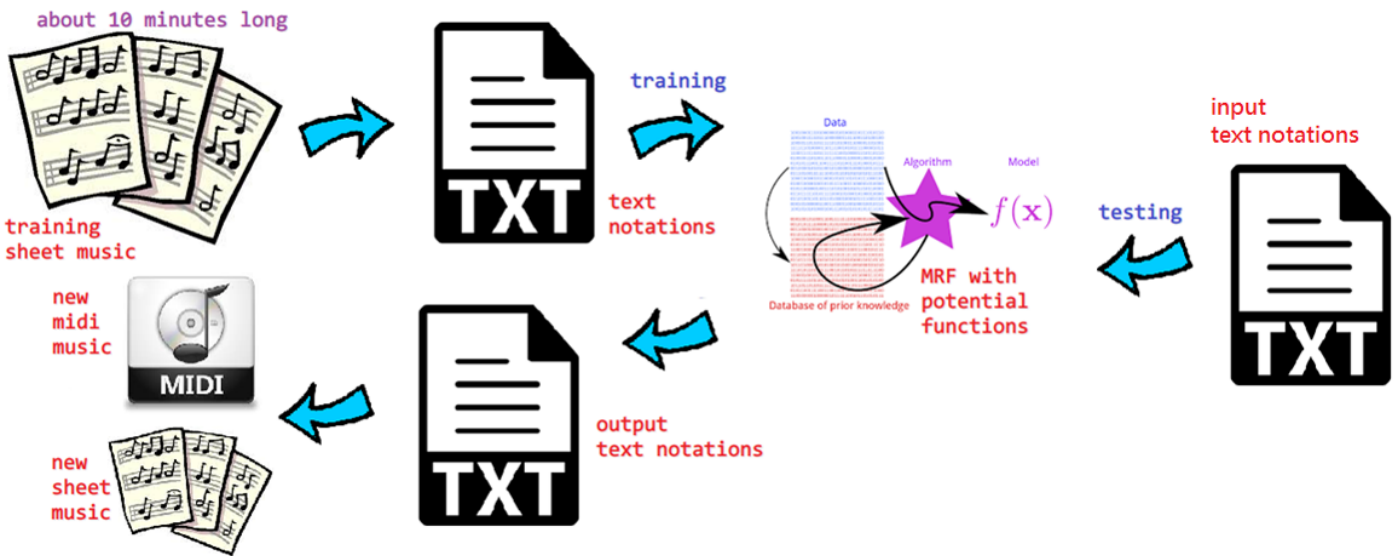 about 10 minutes long
training
sheet music
TXT
text
notations
training
Data
Algorithm
Model
f(x)
Database of prior knowledge
MRF with
potential
functions
testing
input
text notations
TXT
output
text notations
TXT
new
midi
music
MIDI
new
sheet
music